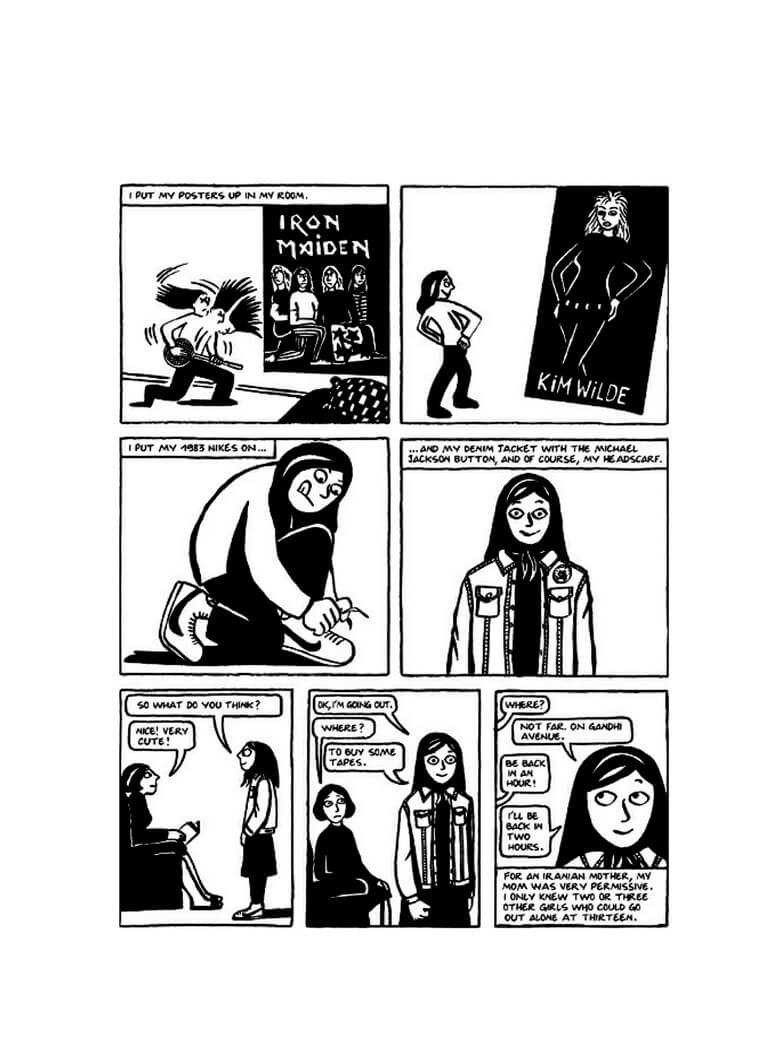 I PUT MY POSTERS UP IN MY ROOM.
IRON
MAIDEN
KIM WILDE
I PUT MY 1983 NIKES ON...
...AND MY DENIM JACKET WITH THE MICHAEL
JACKSON BUTTON, AND OF COURSE, MY HEADSCARF.
SO WHAT DO YOU THINK?
NICE! VERY
CUTE!
OK, I'M GOING OUT.
WHERE?
TO BUY SOME
TAPES.
WHERE?
NOT FAR. ON GANDHI
AVENUE.
BE BACK
IN AN
HOUR!
I'LL BE
BACK IN
TWO
HOURS.
FOR AN IRANIAN MOTHER, MY
MOM WAS VERY PERMISSIVE.
I ONLY KNEW TWO OR THREE
OTHER GIRLS WHO COULD GO
OUT ALONE AT THIRTEEN.